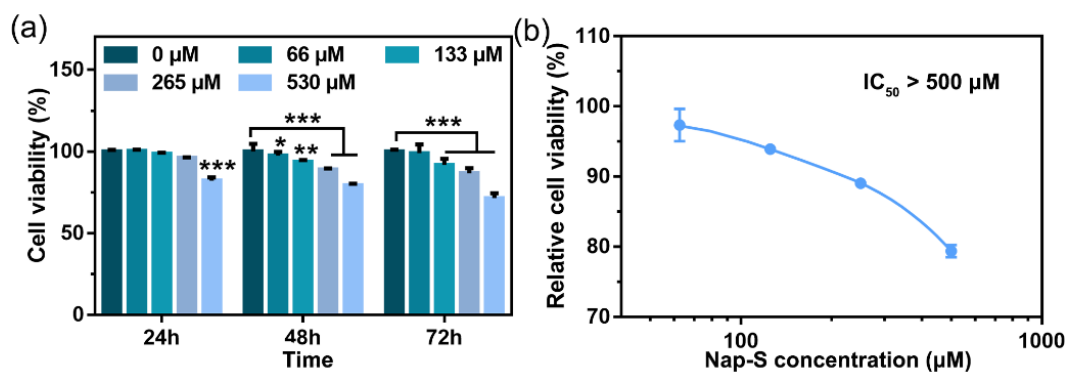 (a)
0 µM 66 µM 133 µM
265 µM 530 µM
Cell viability (%)
150
100
50
0
***
***
*
**
***
24h 48h 72h
Time
(b)
Relative cell viability (%)
110
100
90
80
70
IC50 > 500 µM
100 1000
Nap-S concentration (µM)